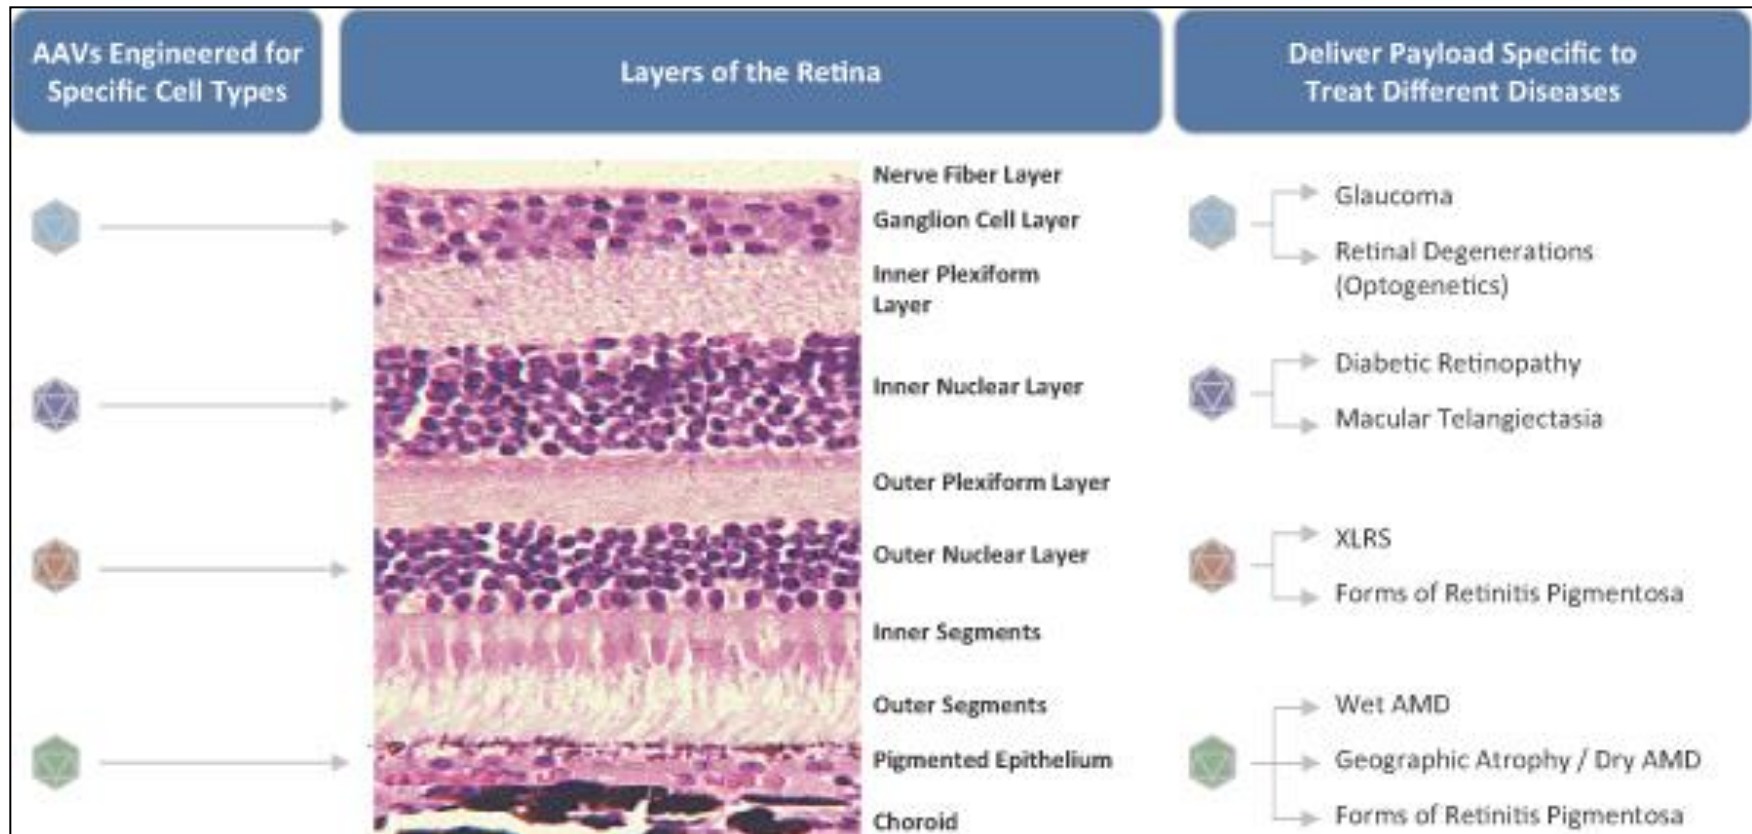 AAVs Engineered for
Specific Cell Types
Layers of the Retina
Deliver Payload Specific to
Treat Different Diseases
Nerve Fiber Layer
Ganglion Cell Layer
Inner Plexiform
Layer
Inner Nuclear Layer
Outer Plexiform Layer
Outer Nuclear Layer
Inner Segments
Outer Segments
Pigmented Epithelium
Choroid
Glaucoma
Retinal Degenerations
(Optogenetics)
Diabetic Retinopathy
Macular Telangiectasia
XLRS
Forms of Retinitis Pigmentosa
Wet AMD
Geographic Atrophy / Dry AMD
Forms of Retinitis Pigmentosa